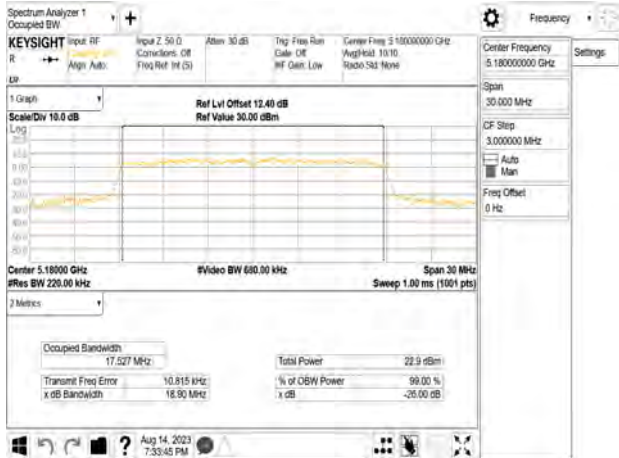 Spectrum Analyzer 1
Occupied BW
+
Frequency
KEYSIGHT
R
Input: RF
Align: Auto
Input Z: 50 Ω
Corrections: Off
Freq Ref: Int (S)
Atten: 30 dB
Trig: Free Run
Gate: Off
#IF Gain: Low
Center Freq: 5.180000000 GHz
Avg|Hold: 10/10
Radio Std: None
Center Frequency
5.180000000 GHz
Settings
Span
30.000 MHz
CF Step
3.000000 MHz
Auto
Man
Freq Offset
0 Hz
1 Graph
Scale/Div 10.0 dB
Ref Lvl Offset 12.40 dB
Ref Value 30.00 dBm
Log
Center 5.18000 GHz
#Res BW 220.00 kHz
#Video BW 680.00 kHz
Span 30 MHz
Sweep 1.00 ms (1001 pts)
2 Metrics
Occupied Bandwidth
17.527 MHz
Total Power
22.9 dBm
Transmit Freq Error
10.815 kHz
% of OBW Power
99.00 %
x dB Bandwidth
18.90 MHz
x dB
-26.00 dB
?
Aug 14, 2023
7:33:45 PM